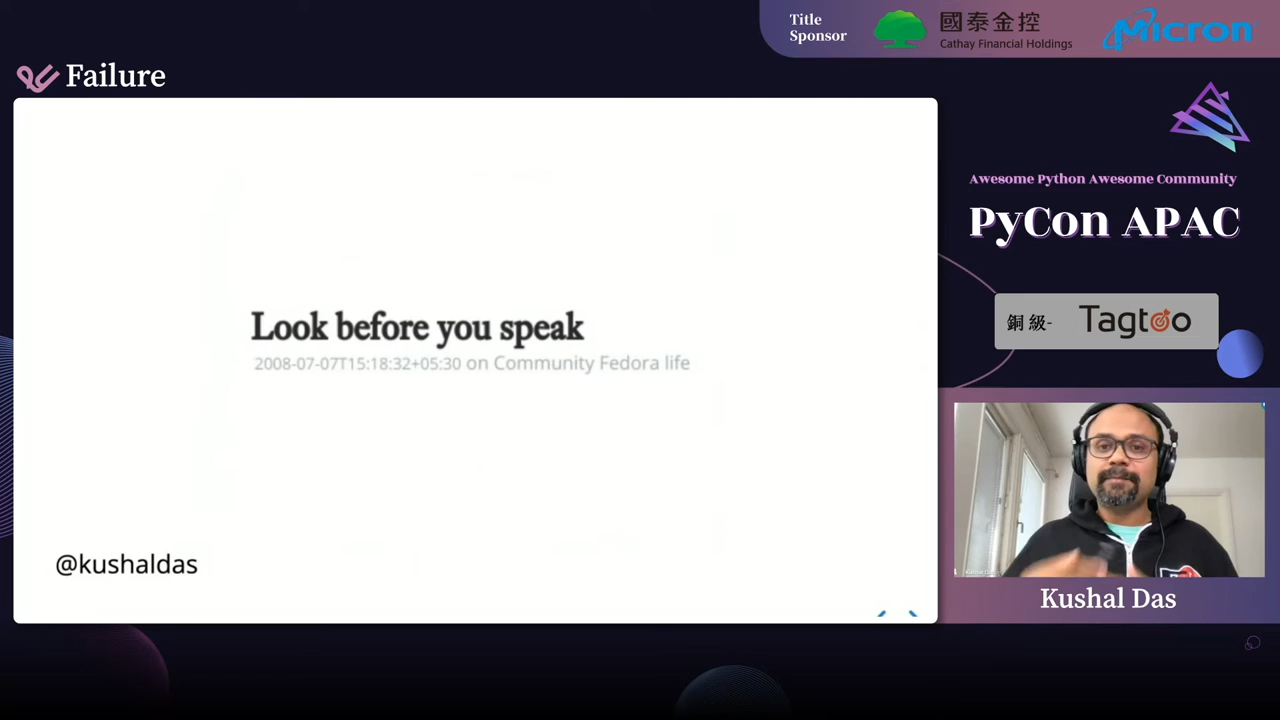 Title
Sponsor
國泰金控
Cathay Financial Holdings
Micron
Failure
Awesome Python Awesome Community
PyCon APAC
銅級-
Tagtoo
Look before you speak
2008-07-07T15:18:32+05:30 on Community Fedora life
@kushaldas
Kushal Das